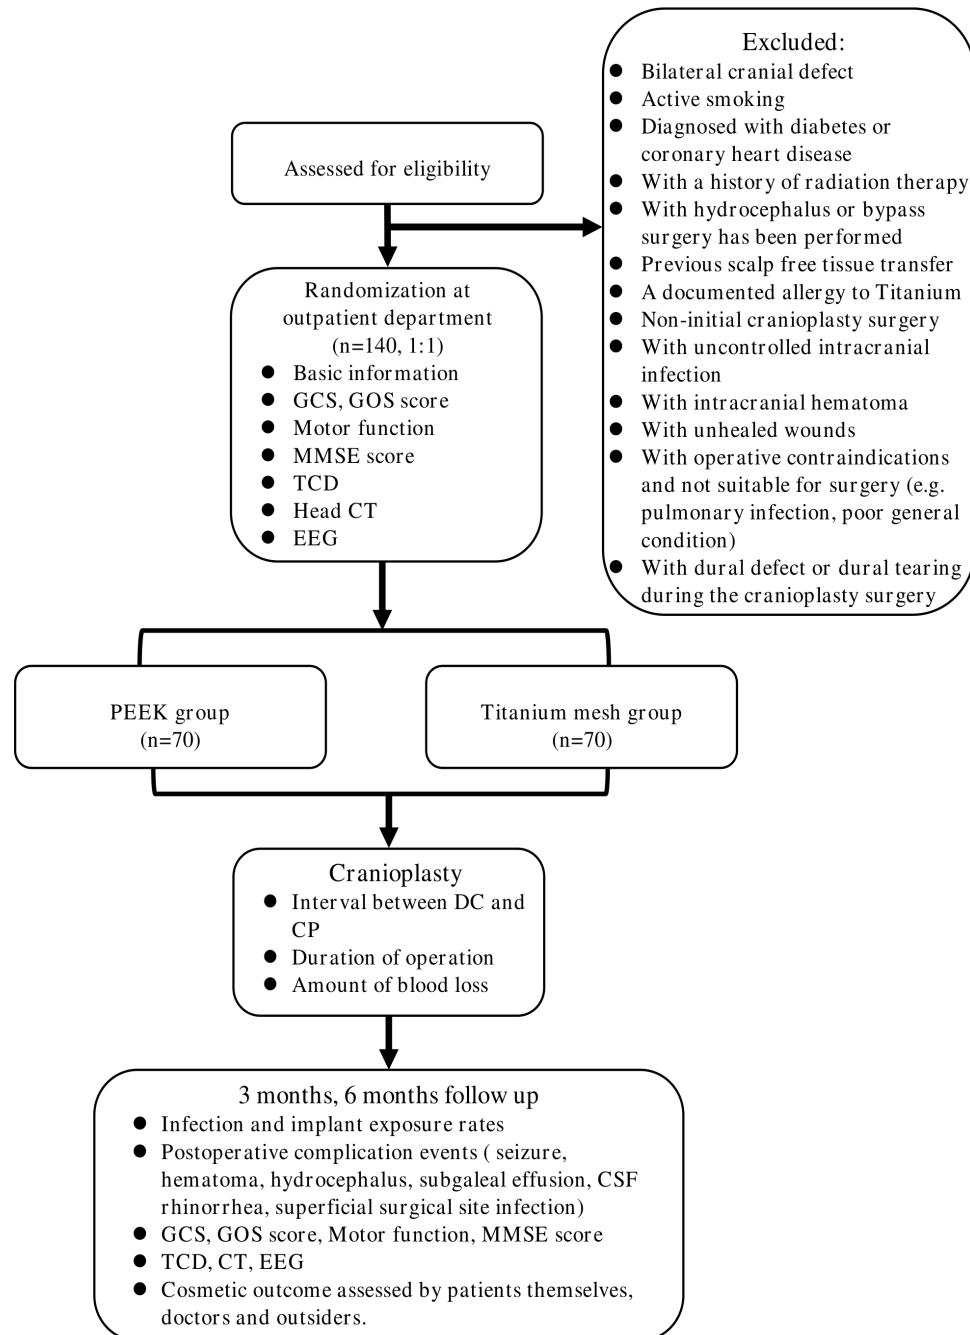 Assessed for eligibility
Excluded:
● Bilateral cranial defect
● Active smoking
● Diagnosed with diabetes or
coronary heart disease
● With a history of radiation therapy
● With hydrocephalus or bypass
surgery has been performed
● Previous scalp free tissue transfer
● A documented allergy to Titanium
● Non-initial cranioplasty surgery
● With uncontrolled intracranial
infection
● With intracranial hematoma
● With unhealed wounds
● With operative contraindications
and not suitable for surgery (e.g.
pulmonary infection, poor general
condition)
● With dural defect or dural tearing
during the cranioplasty surgery
Randomization at
outpatient department
(n=140, 1:1)
● Basic information
● GCS, GOS score
● Motor function
● MMSE score
● TCD
● Head CT
● EEG
PEEK group
(n=70)
Titanium mesh group
(n=70)
Cranioplasty
● Interval between DC and
CP
● Duration of operation
● Amount of blood loss
3 months, 6 months follow up
● Infection and implant exposure rates
● Postoperative complication events ( seizure,
hematoma, hydrocephalus, subgaleal effusion, CSF
rhinorrhea, superficial surgical site infection)
● GCS, GOS score, Motor function, MMSE score
● TCD, CT, EEG
● Cosmetic outcome assessed by patients themselves,
doctors and outsiders.